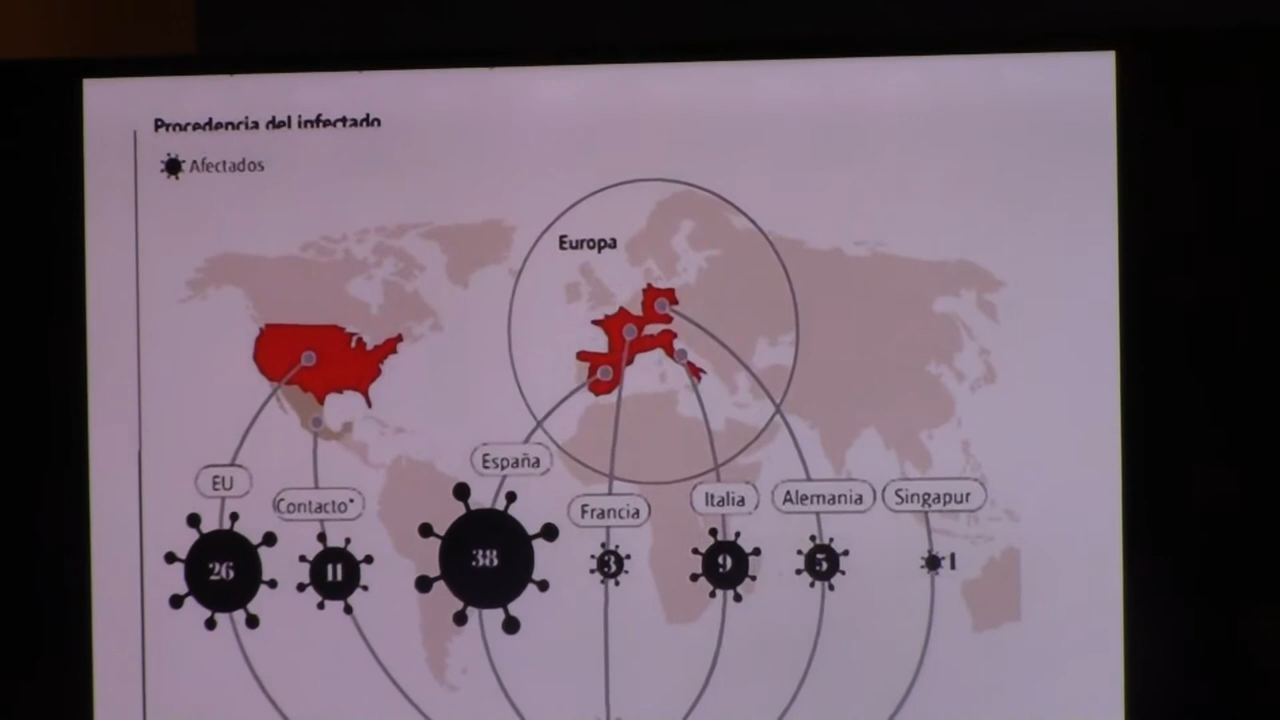 Procedencia del infectado
Afectados
Europa
España
EU
Contacto*
Francia
Italia
Alemania
Singapur
26
11
38
3
9
5
1